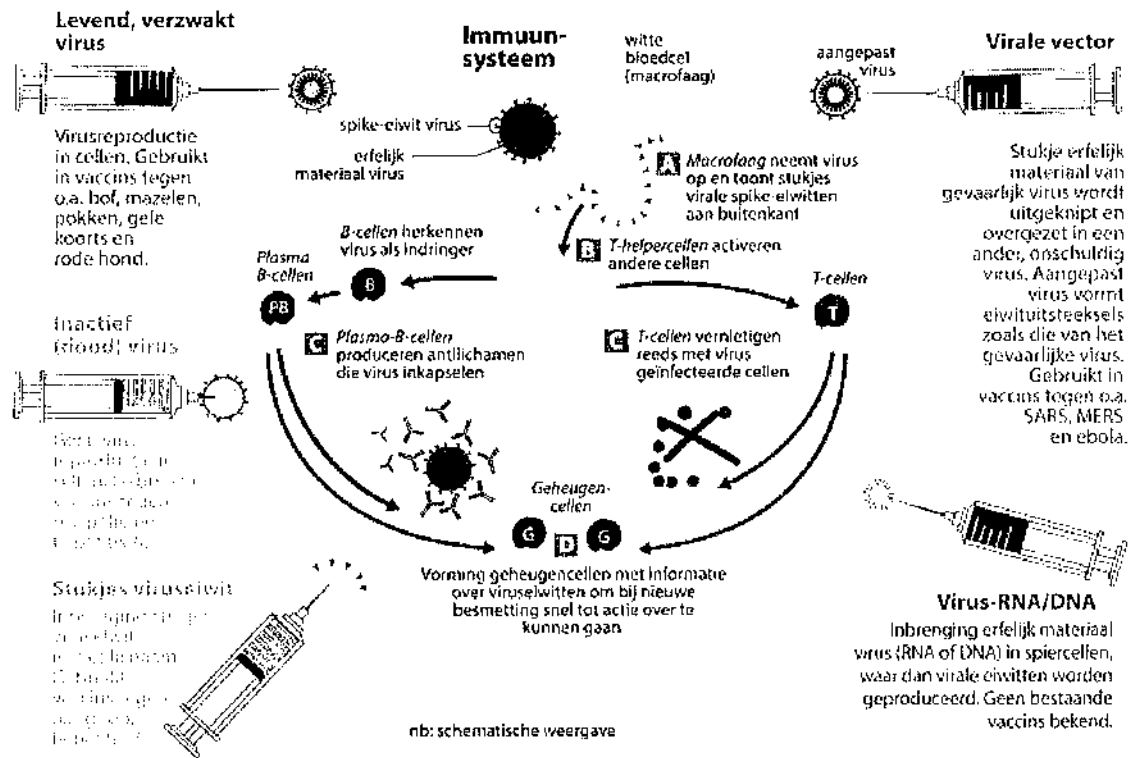 Levend, verzwakt
virus
Virusreproductie
in cellen. Gebruikt
in vaccins tegen
o.a. bof, mazelen,
pokken, gele
koorts en
rode hond.
Immuun-
systeem
witte
bloedcel
(macrofaag)
spike-eiwit virus
erfelijk
materiaal virus
A
Macrofaag neemt virus
op en toont stukjes
virale spike-eiwitten
aan buitenkant
B
T-helpercellen activeren
andere cellen
B-cellen herkennen
virus als indringer
Plasma
B-cellen
B
PB
T-cellen
T
C
Plasma-B-cellen
produceren antilichamen
die virus inkapselen
C
T-cellen vernietigen
reeds met virus
geïnfecteerde cellen
Geheugen-
cellen
G
D
G
Vorming geheugencellen met informatie
over viruselwitten om bij nieuwe
besmetting snel tot actie over te
kunnen gaan
nb: schematische weergave
Inactief
(dood) virus
Stukjes viruseiwit
Virale vector
aangepast
virus
Stukje erfelijk
materiaal van
gevaarlijk virus wordt
uitgeknipt en
overgezet in een
ander, onschuldig
virus. Aangepast
virus vormt
eiwituitsteeksels
zoals die van het
gevaarlijke virus.
Gebruikt in
vaccins tegen o.a.
SARS, MERS
en ebola.
Virus-RNA/DNA
Inbrenging erfelijk materiaal
virus (RNA of DNA) in spiercellen,
waar dan virale eiwitten worden
geproduceerd. Geen bestaande
vaccins bekend.